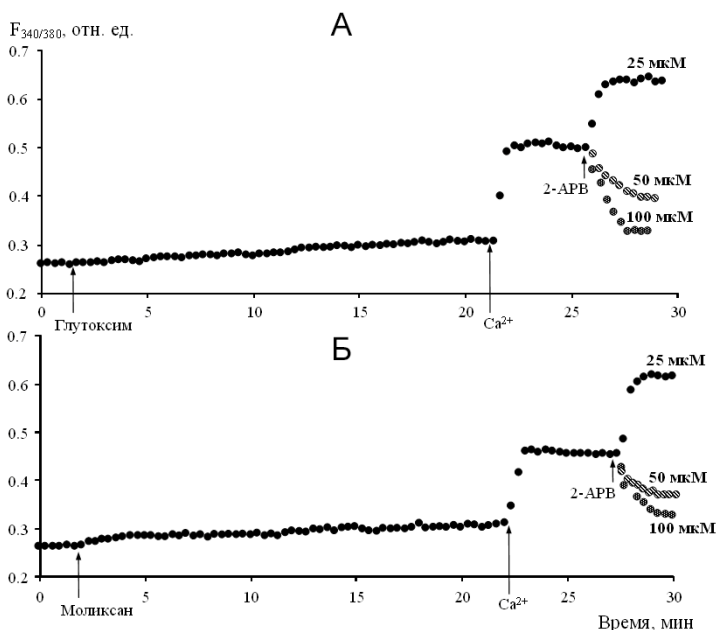 F340/380, отн. ед.
А
0.7
25 мкМ
0.6
0.5
2-АРВ
50 мкМ
0.4
100 мкМ
0.3
0.2
0 5 10 15 20 25 30
Глутоксим
Ca2+
Б
0.7
25 мкМ
0.6
0.5
50 мкМ
2-АРВ
0.4
100 мкМ
0.3
0.2
0 5 10 15 20 25 30
Моликсан
Ca2+
Время, мин